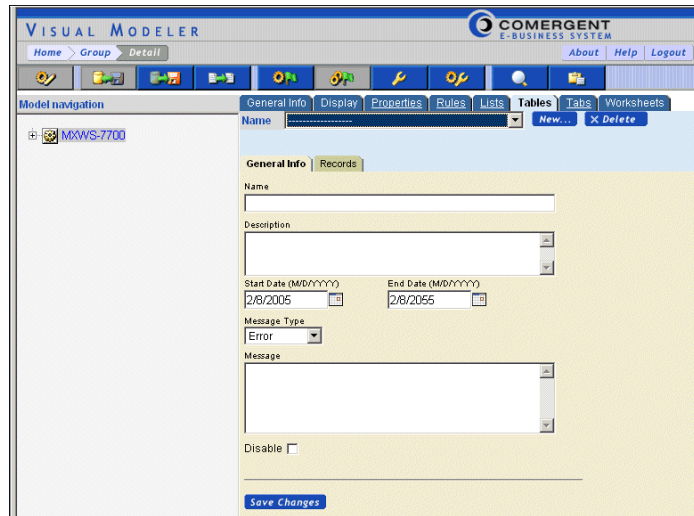 VISUAL MODELER
COMERGENT
E-BUSINESS SYSTEM
Home Group Detail
About Help Logout
Model navigation
General Info Display Properties Rules Lists Tables Tabs Worksheets
Name ------------------ New... X Delete
MXWS-7700
General Info Records
Name
Description
Start Date (M/D/YYYY) End Date (M/D/YYYY)
2/8/2005 2/8/2055
Message Type
Error
Message
Disable
Save Changes